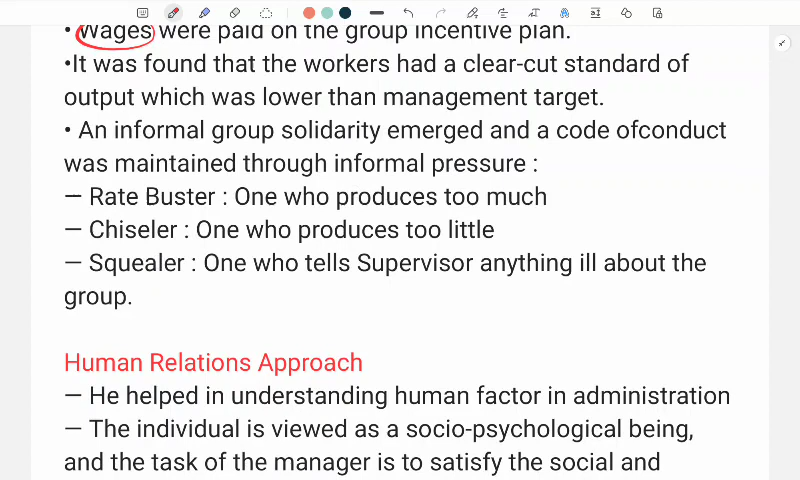 • Wages were paid on the group incentive plan.
•It was found that the workers had a clear-cut standard of
output which was lower than management target.
• An informal group solidarity emerged and a code ofconduct
was maintained through informal pressure :
— Rate Buster : One who produces too much
— Chiseler : One who produces too little
— Squealer : One who tells Supervisor anything ill about the
group.
Human Relations Approach
— He helped in understanding human factor in administration
— The individual is viewed as a socio-psychological being,
and the task of the manager is to satisfy the social and